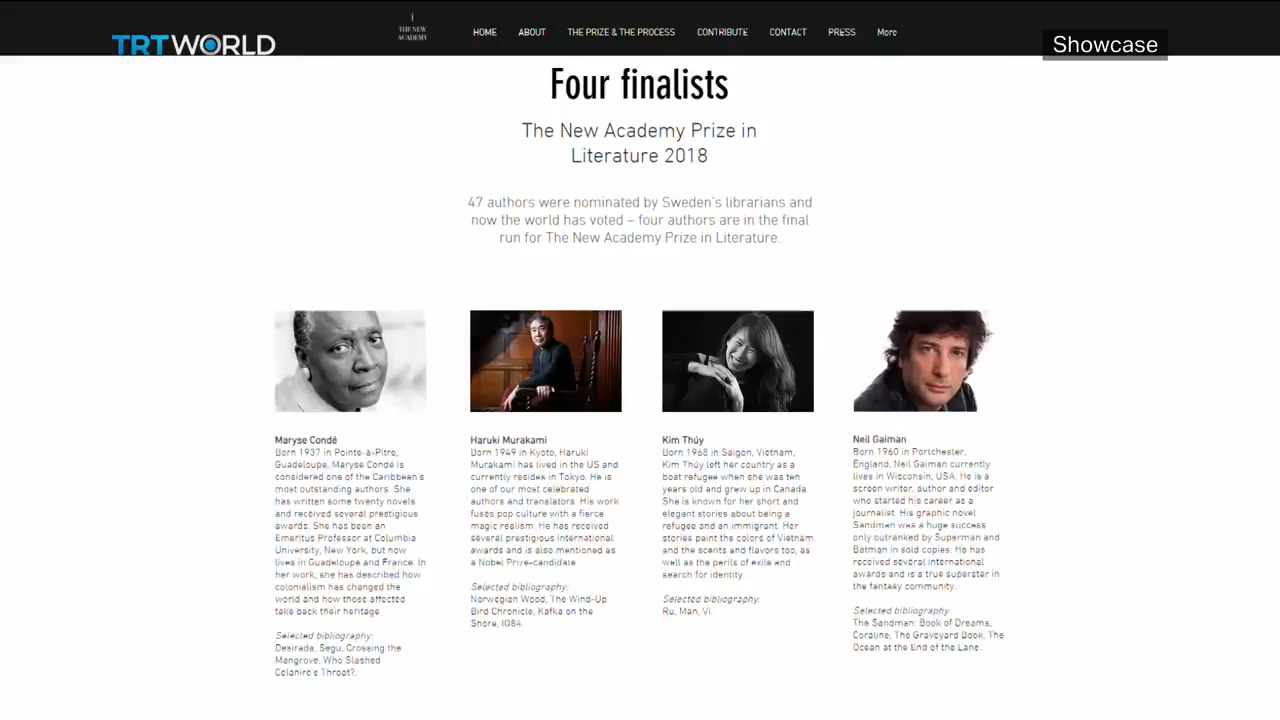 TRT WORLD
THE NEW
ACADEMY
HOME ABOUT THE PRIZE & THE PROCESS CONTRIBUTE CONTACT PRESS More
Showcase
Four finalists
The New Academy Prize in
Literature 2018
47 authors were nominated by Sweden's librarians and
now the world has voted – four authors are in the final
run for The New Academy Prize in Literature.
Maryse Condé
Born 1937 in Pointe-à-Pitre,
Guadeloupe, Maryse Condé is
considered one of the Caribbean's
most outstanding authors. She
has written some twenty novels
and received several prestigious
awards. She has been an
Emeritus Professor at Columbia
University, New York, but now
lives in Guadeloupe and France. In
her work, she has described how
colonialism has changed the
world and how those affected
take back their heritage.
Selected bibliography:
Desirada, Segu, Crossing the
Mangrove, Who Slashed
Celanire's Throat?.
Haruki Murakami
Born 1949 in Kyoto, Haruki
Murakami has lived in the US and
currently resides in Tokyo. He is
one of our most celebrated
authors and translators. His work
fuses pop culture with a fierce
magic realism. He has received
several prestigious international
awards and is also mentioned as
a Nobel Prize-candidate.
Selected bibliography:
Norwegian Wood, The Wind-Up
Bird Chronicle, Kafka on the
Shore, IQ84.
Kim Thúy
Born 1968 in Saigon, Vietnam,
Kim Thúy left her country as a
boat refugee when she was ten
years old and grew up in Canada.
She is known for her short and
elegant stories about being a
refugee and an immigrant. Her
stories paint the colors of Vietnam
and the scents and flavors too, as
well as the perils of exile and
search for identity.
Selected bibliography:
Ru, Man, Vi.
Neil Gaiman
Born 1960 in Portchester,
England, Neil Gaiman currently
lives in Wisconsin, USA. He is a
screen writer, author and editor
who started his career as a
journalist. His graphic novel
Sandman was a huge success
only outranked by Superman and
Batman in sold copies. He has
received several international
awards and is a true superstar in
the fantasy community.
Selected bibliography
The Sandman: Book of Dreams,
Coraline, The Graveyard Book, The
Ocean at the End of the Lane.